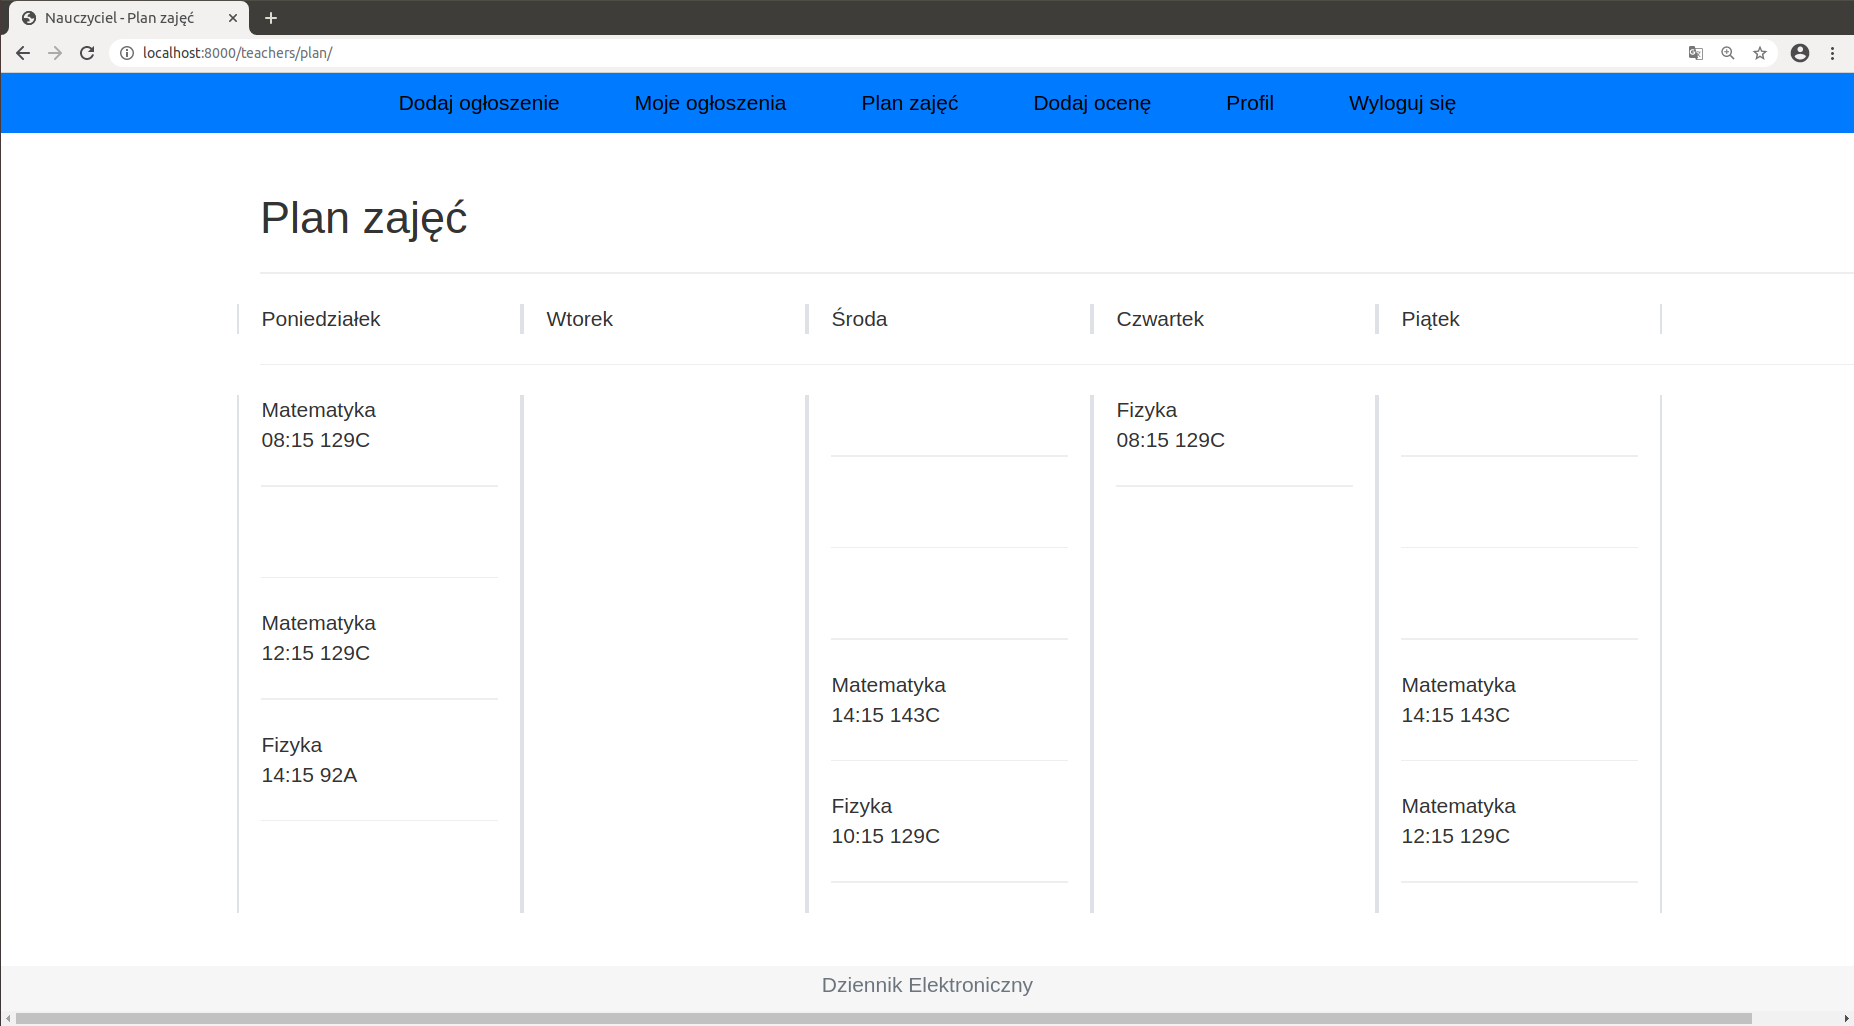 Nauczyciel - Plan zajęć
localhost:8000/teachers/plan/
Dodaj ogłoszenie Moje ogłoszenia Plan zajęć Dodaj ocenę Profil Wyloguj się
Plan zajęć
Poniedziałek Wtorek Środa Czwartek Piątek
Matematyka
08:15 129C
Matematyka
12:15 129C
Fizyka
14:15 92A
Matematyka
14:15 143C
Fizyka
10:15 129C
Fizyka
08:15 129C
Matematyka
14:15 143C
Matematyka
12:15 129C
Dziennik Elektroniczny